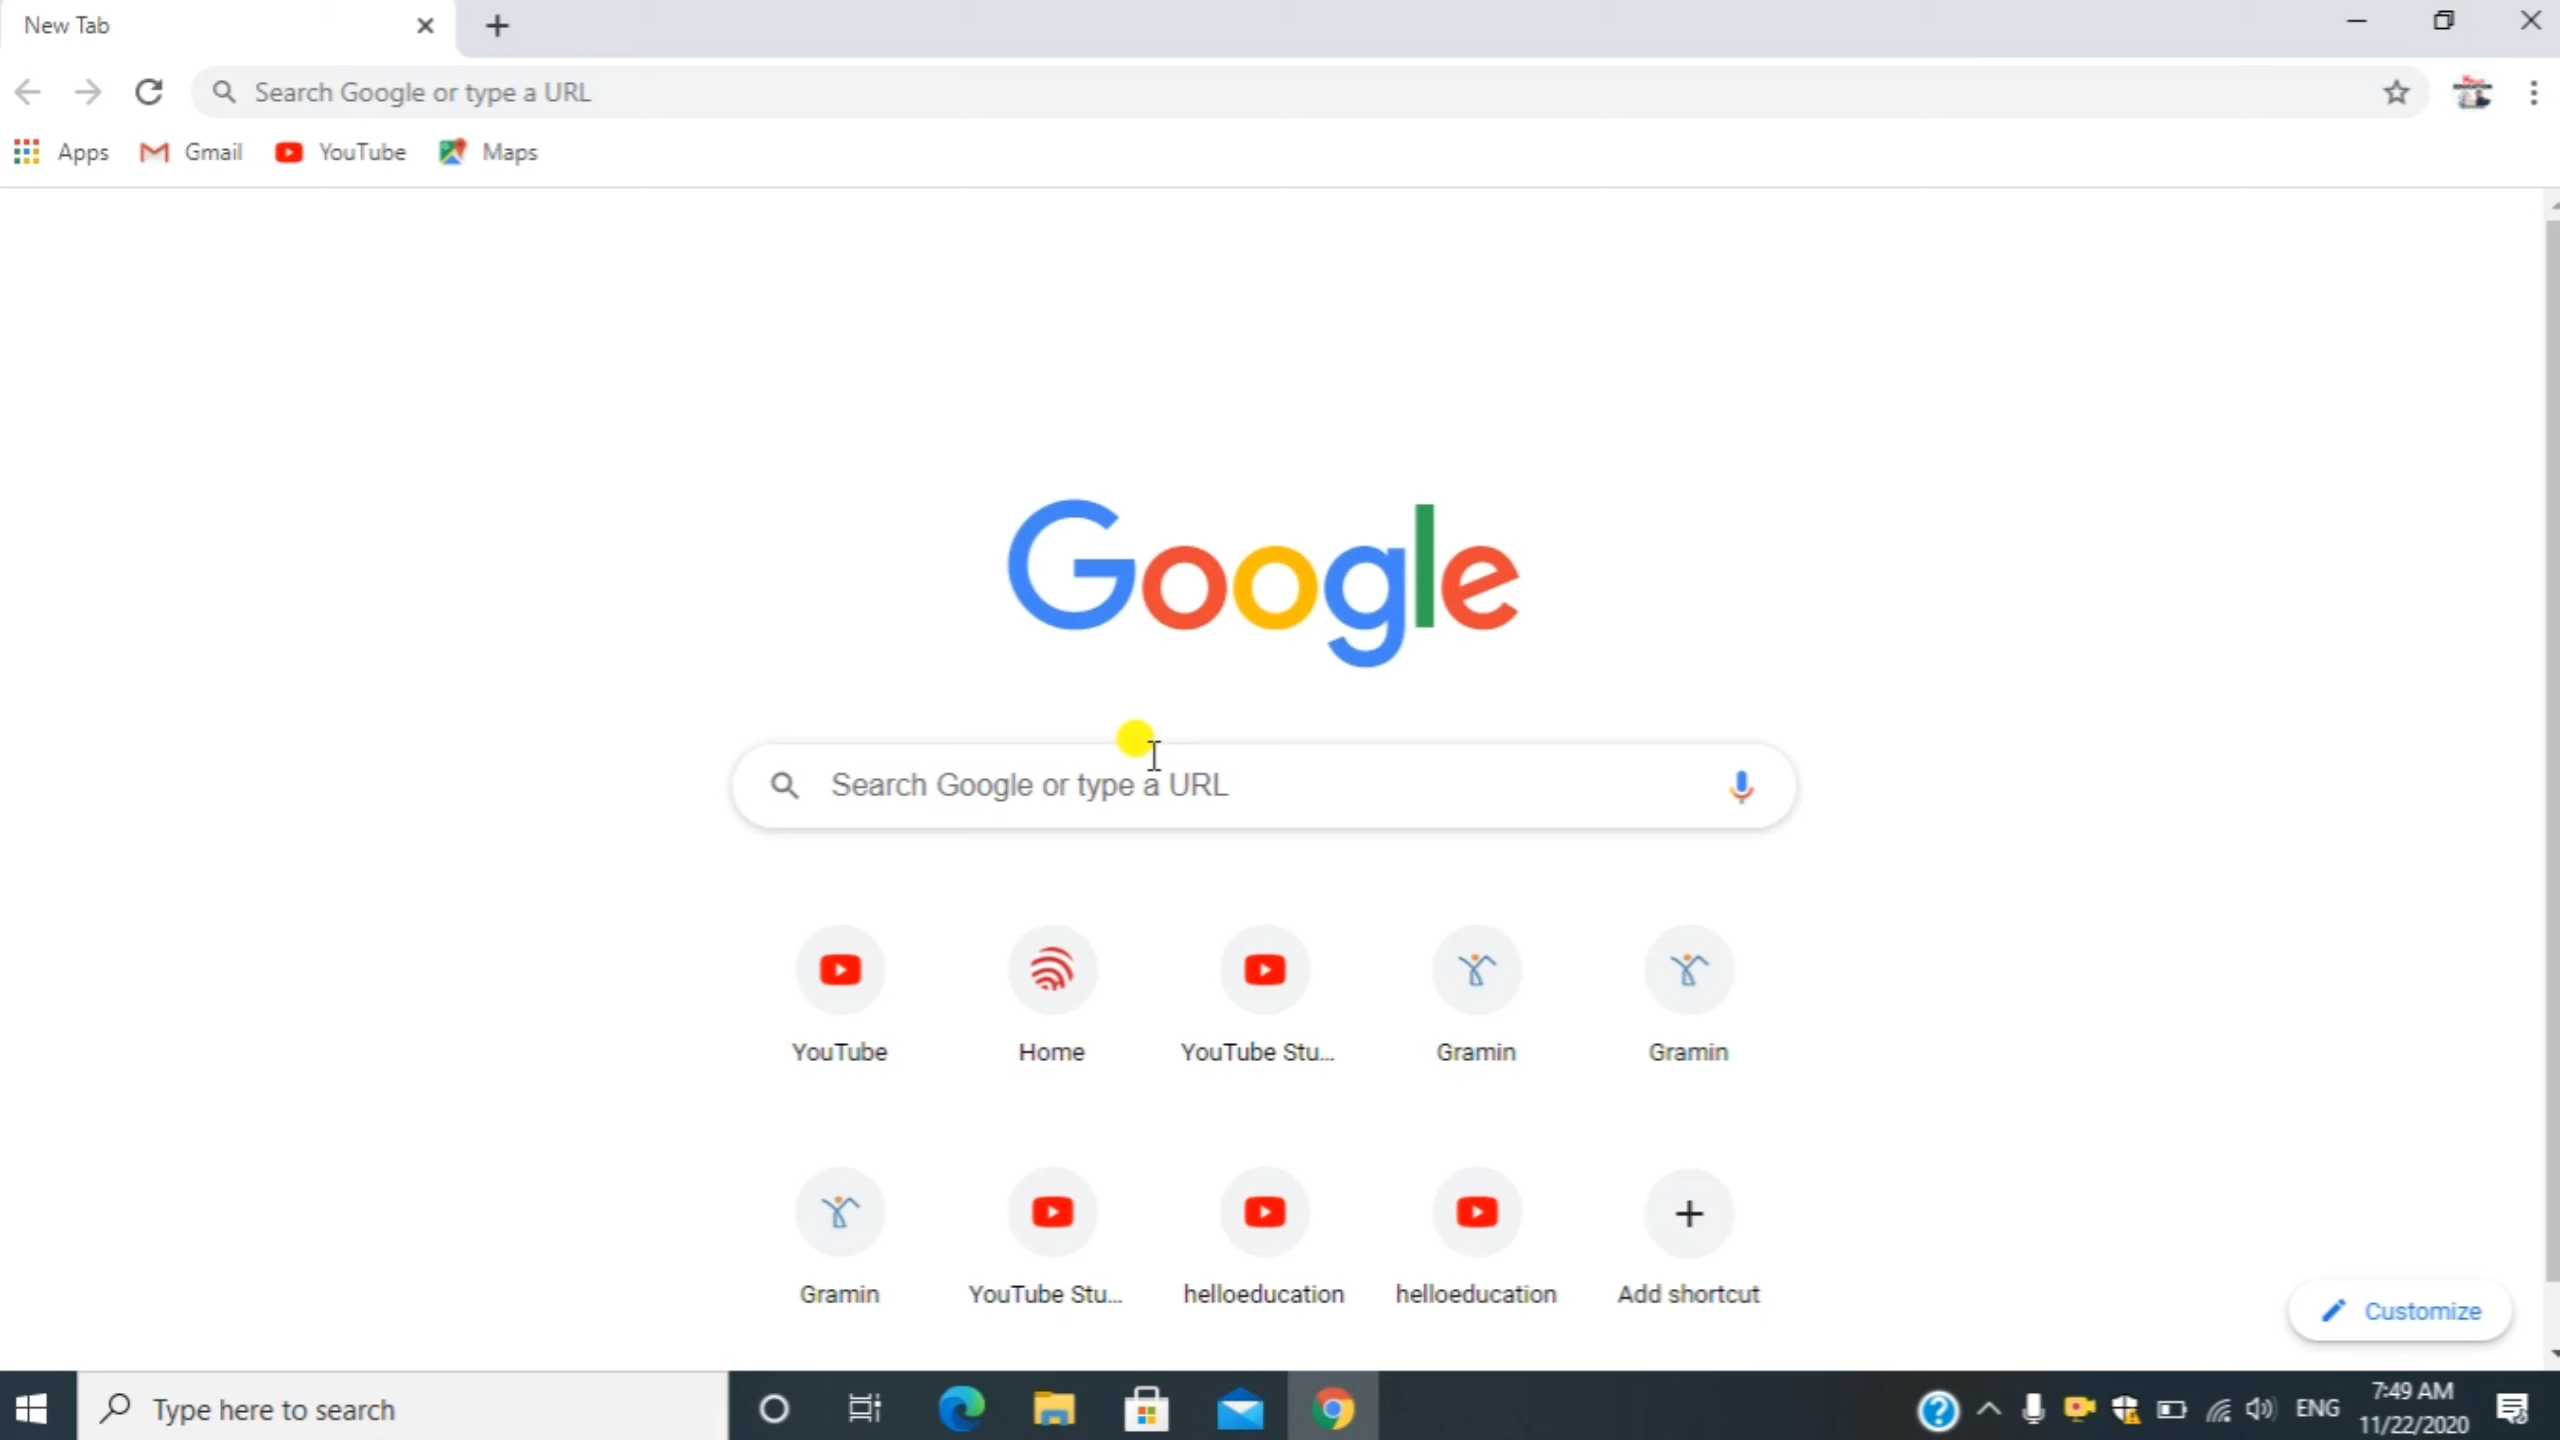 New Tab
Search Google or type a URL
Apps Gmail YouTube Maps
Google
Search Google or type a URL
YouTube Home YouTube Stu... Gramin Gramin
Gramin YouTube Stu... helloeducation helloeducation Add shortcut
Customize
Type here to search
ENG
7:49 AM
11/22/2020